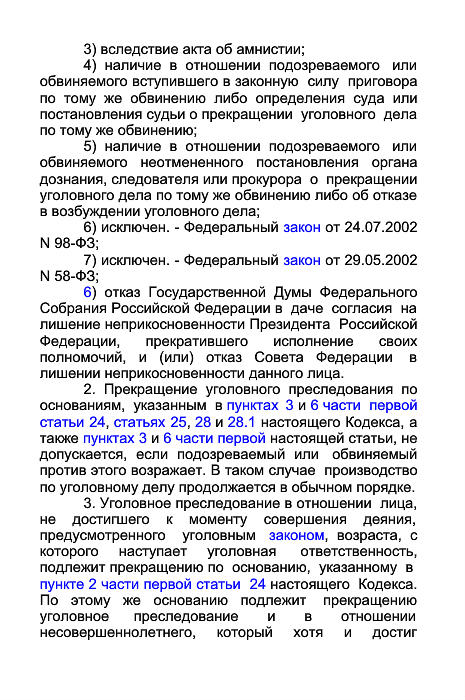 3) вследствие акта об амнистии;
4) наличие в отношении подозреваемого или
обвиняемого вступившего в законную силу приговора
по тому же обвинению либо определения суда или
постановления судьи о прекращении уголовного дела
по тому же обвинению;
5) наличие в отношении подозреваемого или
обвиняемого неотмененного постановления органа
дознания, следователя или прокурора о прекращении
уголовного дела по тому же обвинению либо об отказе
в возбуждении уголовного дела;
6) исключен. - Федеральный закон от 24.07.2002
N 98-ФЗ;
7) исключен. - Федеральный закон от 29.05.2002
N 58-ФЗ;
6) отказ Государственной Думы Федерального
Собрания Российской Федерации в даче согласия на
лишение неприкосновенности Президента Российской
Федерации, прекратившего исполнение своих
полномочий, и (или) отказ Совета Федерации в
лишении неприкосновенности данного лица.
2. Прекращение уголовного преследования по
основаниям, указанным в пунктах 3 и 6 части первой
статьи 24, статьях 25, 28 и 28.1 настоящего Кодекса, а
также пунктах 3 и 6 части первой настоящей статьи, не
допускается, если подозреваемый или обвиняемый
против этого возражает. В таком случае производство
по уголовному делу продолжается в обычном порядке.
3. Уголовное преследование в отношении лица,
не достигшего к моменту совершения деяния,
предусмотренного уголовным законом, возраста, с
которого наступает уголовная ответственность,
подлежит прекращению по основанию, указанному в
пункте 2 части первой статьи 24 настоящего Кодекса.
По этому же основанию подлежит прекращению
уголовное преследование и в отношении
несовершеннолетнего, который хотя и достиг